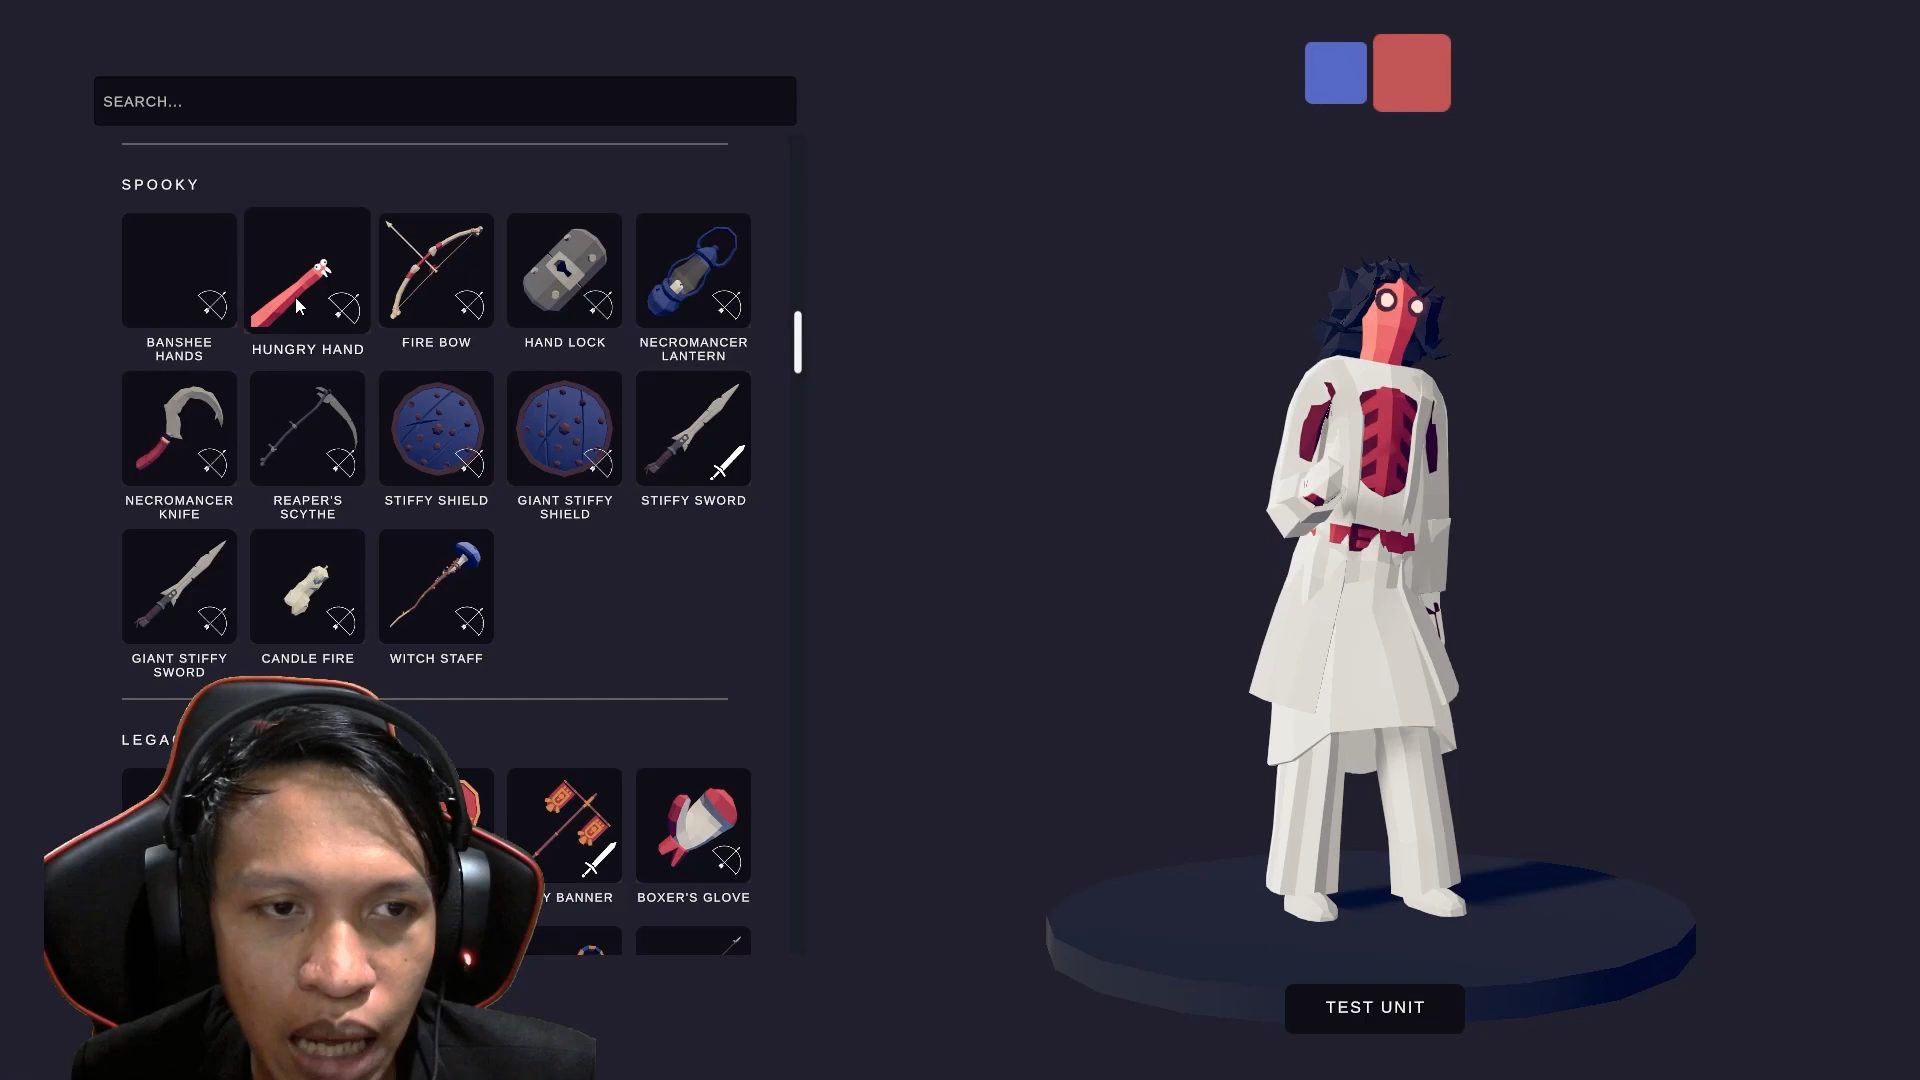 SEARCH...
SPOOKY
BANSHEE
HANDS
HUNGRY HAND
FIRE BOW
HAND LOCK
NECROMANCER
LANTERN
NECROMANCER
KNIFE
REAPER'S
SCYTHE
STIFFY SHIELD
GIANT STIFFY
SHIELD
STIFFY SWORD
GIANT STIFFY
SWORD
CANDLE FIRE
WITCH STAFF
BANNER
BOXER'S GLOVE
TEST UNIT